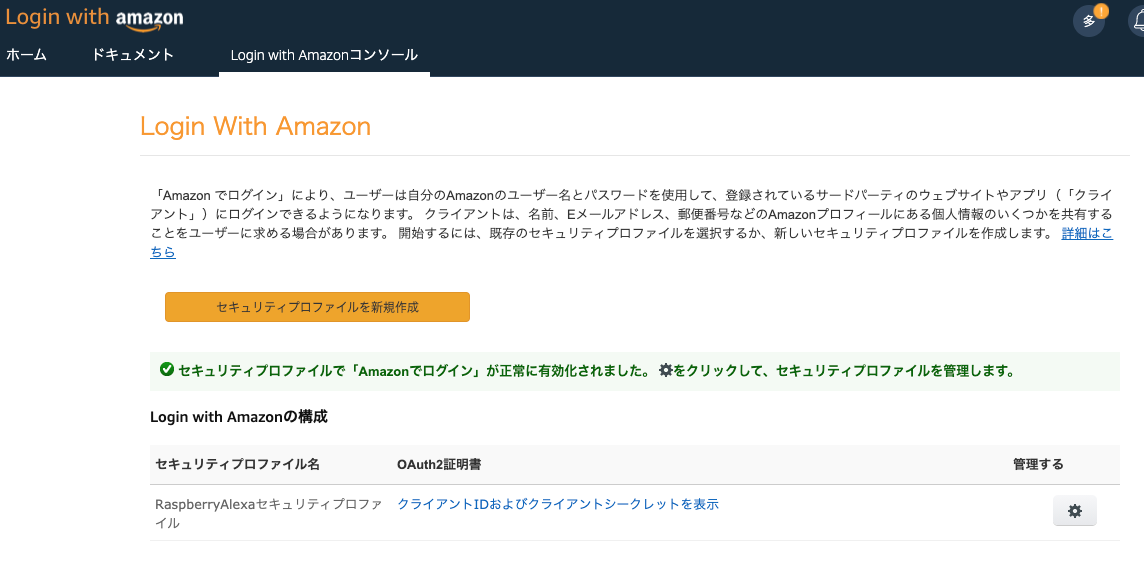 Login with amazon
多
!
ホーム
ドキュメント
Login with Amazonコンソール
Login With Amazon
「Amazon でログイン」により、ユーザーは自分のAmazonのユーザー名とパスワードを使用して、登録されているサードパーティのウェブサイトやアプリ（「クライ
アント」）にログインできるようになります。 クライアントは、名前、Eメールアドレス、郵便番号などのAmazonプロフィールにある個人情報のいくつかを共有する
ことをユーザーに求める場合があります。 開始するには、既存のセキュリティプロファイルを選択するか、新しいセキュリティプロファイルを作成します。 詳細はこ
ちら
セキュリティプロファイルを新規作成
セキュリティプロファイルで「Amazonでログイン」が正常に有効化されました。 をクリックして、セキュリティプロファイルを管理します。
Login with Amazonの構成
セキュリティプロファイル名 OAuth2証明書 管理する
RaspberryAlexaセキュリティプロファ クライアントIDおよびクライアントシークレットを表示
イル